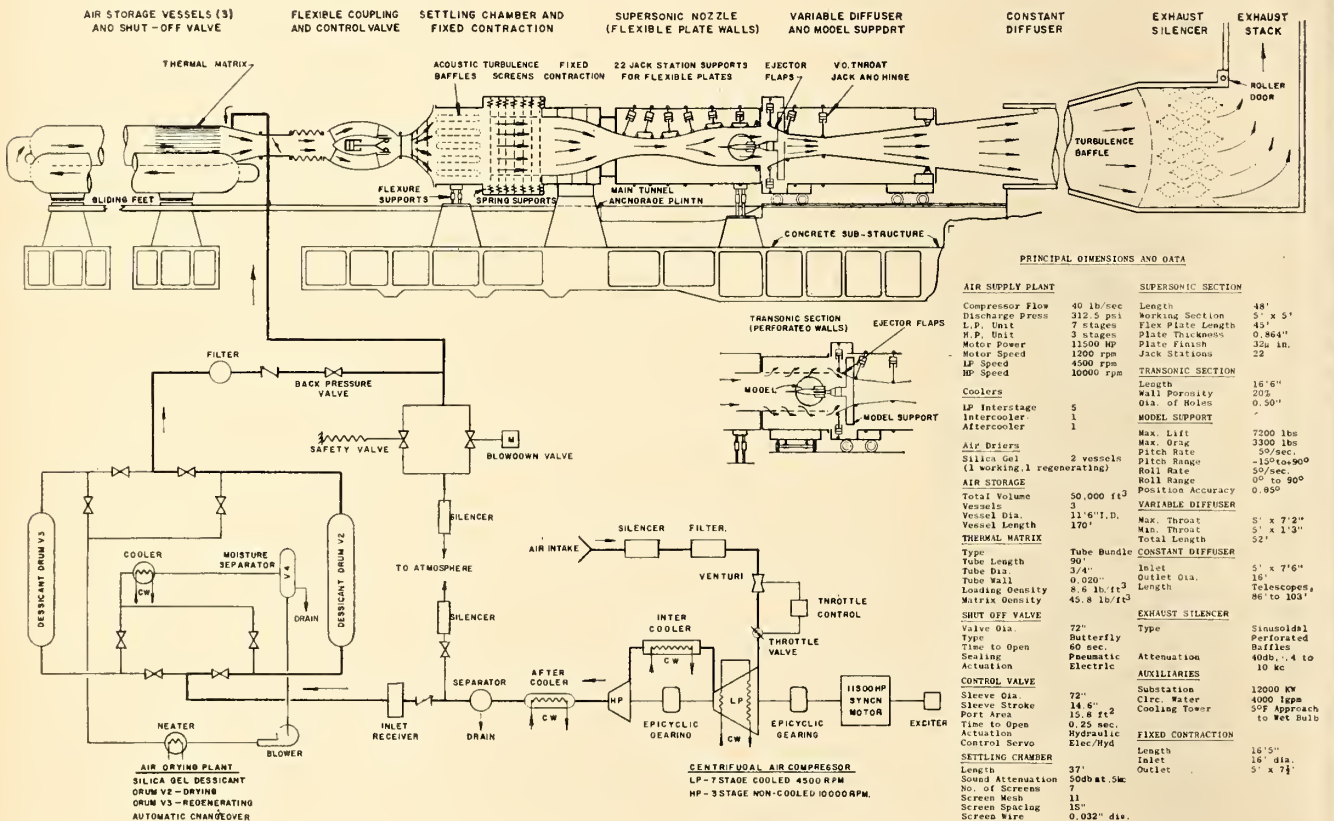 AIR STORAGE VESSELS (3)
AND SHUT-OFF VALVE
FLEXIBLE COUPLING
AND CONTROL VALVE
SETTLING CHAMBER AND
FIXED CONTRACTION
SUPERSONIC NOZZLE
(FLEXIBLE PLATE WALLS)
VARIABLE DIFFUSER
AND MODEL SUPPORT
CONSTANT
DIFFUSER
EXHAUST
SILENCER
EXHAUST
STACK
THERMAL MATRIX
ACOUSTIC
BAFFLES
TURBULENCE
SCREENS
FIXED
CONTRACTION
22 JACK STATION SUPPORTS
FOR FLEXIBLE PLATES
EJECTOR
FLAPS
VO. THROAT
JACK AND HINGE
ROLLER
DOOR
TURBULENCE
BAFFLE
SLIDING FEET
FLEXURE
SUPPORTS
SPRING SUPPORTS
MAIN TUNNEL
ANCHORAGE PLINTH
CONCRETE SUB-STRUCTURE
TRANSONIC SECTION
(PERFORATED WALLS)
EJECTOR FLAPS
MODEL
MODEL SUPPORT
FILTER
BACK PRESSURE
VALVE
SAFETY VALVE
M
BLOWDOWN VALVE
SILENCER
TO ATMOSPHERE
SILENCER
DESSICANT DRUM V3
COOLER
CW
MOISTURE
SEPARATOR
V4
DRAIN
DESSICANT DRUM V2
HEATER
BLOWER
AIR DRYING PLANT
SILICA GEL DESSICANT
DRUM V2-DRYING
DRUM V3-REGENERATING
AUTOMATIC CHANGEOVER
INLET
RECEIVER
SEPARATOR
DRAIN
AFTER
COOLER
CW
HP
INTER
COOLER
CW
EPICYCLIC
GEARING
LP
CW
EPICYCLIC
GEARING
11500HP
SYNCN
MOTOR
EXCITER
AIR INTAKE
SILENCER
FILTER.
VENTURI
THROTTLE
CONTROL
THROTTLE
VALVE
CENTRIFUGAL AIR COMPRESSOR
LP-7 STAGE COOLED 4500 RPM
HP-3 STAGE NON-COOLED 10000 RPM.
PRINCIPAL DIMENSIONS AND DATA
AIR SUPPLY PLANT
Compressor Flow 40 lb/sec
Discharge Press 312.5 psi
L.P. Unit 7 stages
H.P. Unit 3 stages
Motor Power 11500 HP
Motor Speed 1200 rpm
LP Speed 4500 rpm
HP Speed 10000 rpm
Coolers
LP Interstage 5
Intercooler 1
Aftercooler 1
Air Driers
Silica Gel 2 vessels
(1 working,1 regenerating)
AIR STORAGE
Total Volume 50,000 ft3
Vessels 3
Vessel Dia. 11'6"I.D.
Vessel Length 170'
THERMAL MATRIX
Type Tube Bundle
Tube Length 90'
Tube Dia. 3/4"
Tube Wall 0.020"
Loading Density 8.6 lb/ft3
Matrix Density 45.8 lb/ft3
SHUT OFF VALVE
Valve Dia. 72"
Type Butterfly
Time to Open 60 sec.
Sealing Pneumatic
Actuation Electric
CONTROL VALVE
Sleeve Dia. 72"
Sleeve Stroke 14.6"
Port Area 15.8 ft2
Time to Open 0.25 sec.
Actuation Hydraulic
Control Servo Elec/Hyd
SETTLING CHAMBER
Length 37'
Sound Attenuation 50db at .5kc
No. of Screens 7
Screen Mesh 11
Screen Spacing 15"
Screen Wire 0.032" dia.
SUPERSONIC SECTION
Length 48'
Working Section 5' x 5'
Flex Plate Length 45'
Plate Thickness 0.864"
Plate Finish 32µ in.
Jack Stations 22
TRANSONIC SECTION
Length 16'6"
Wall Porosity 20%
Dia. of Holes 0.50"
MODEL SUPPORT
Max. Lift 7200 lbs
Max. Drag 3300 lbs
Pitch Rate 5°/sec.
Pitch Range -15°to+90°
Roll Rate 5°/sec.
Roll Range 0° to 90°
Position Accuracy 0.85°
VARIABLE DIFFUSER
Max. Throat 5' x 7'2"
Min. Throat 5' x 1'3"
Total Length 52'
CONSTANT DIFFUSER
Inlet 5' x 7'6"
Outlet Dia. 16'
Length Telescopes,
86' to 103'
EXHAUST SILENCER
Type Sinusoidal
Perforated
Baffles
Attenuation 40db, .4 to
10 kc
AUXILIARIES
Substation 12000 KW
Circ. Water 4000 Igpm
Cooling Tower 5°F Approach
to Wet Bulb
FIXED CONTRACTION
Length 16'5"
Inlet 16' dia.
Outlet 5' x 7½'